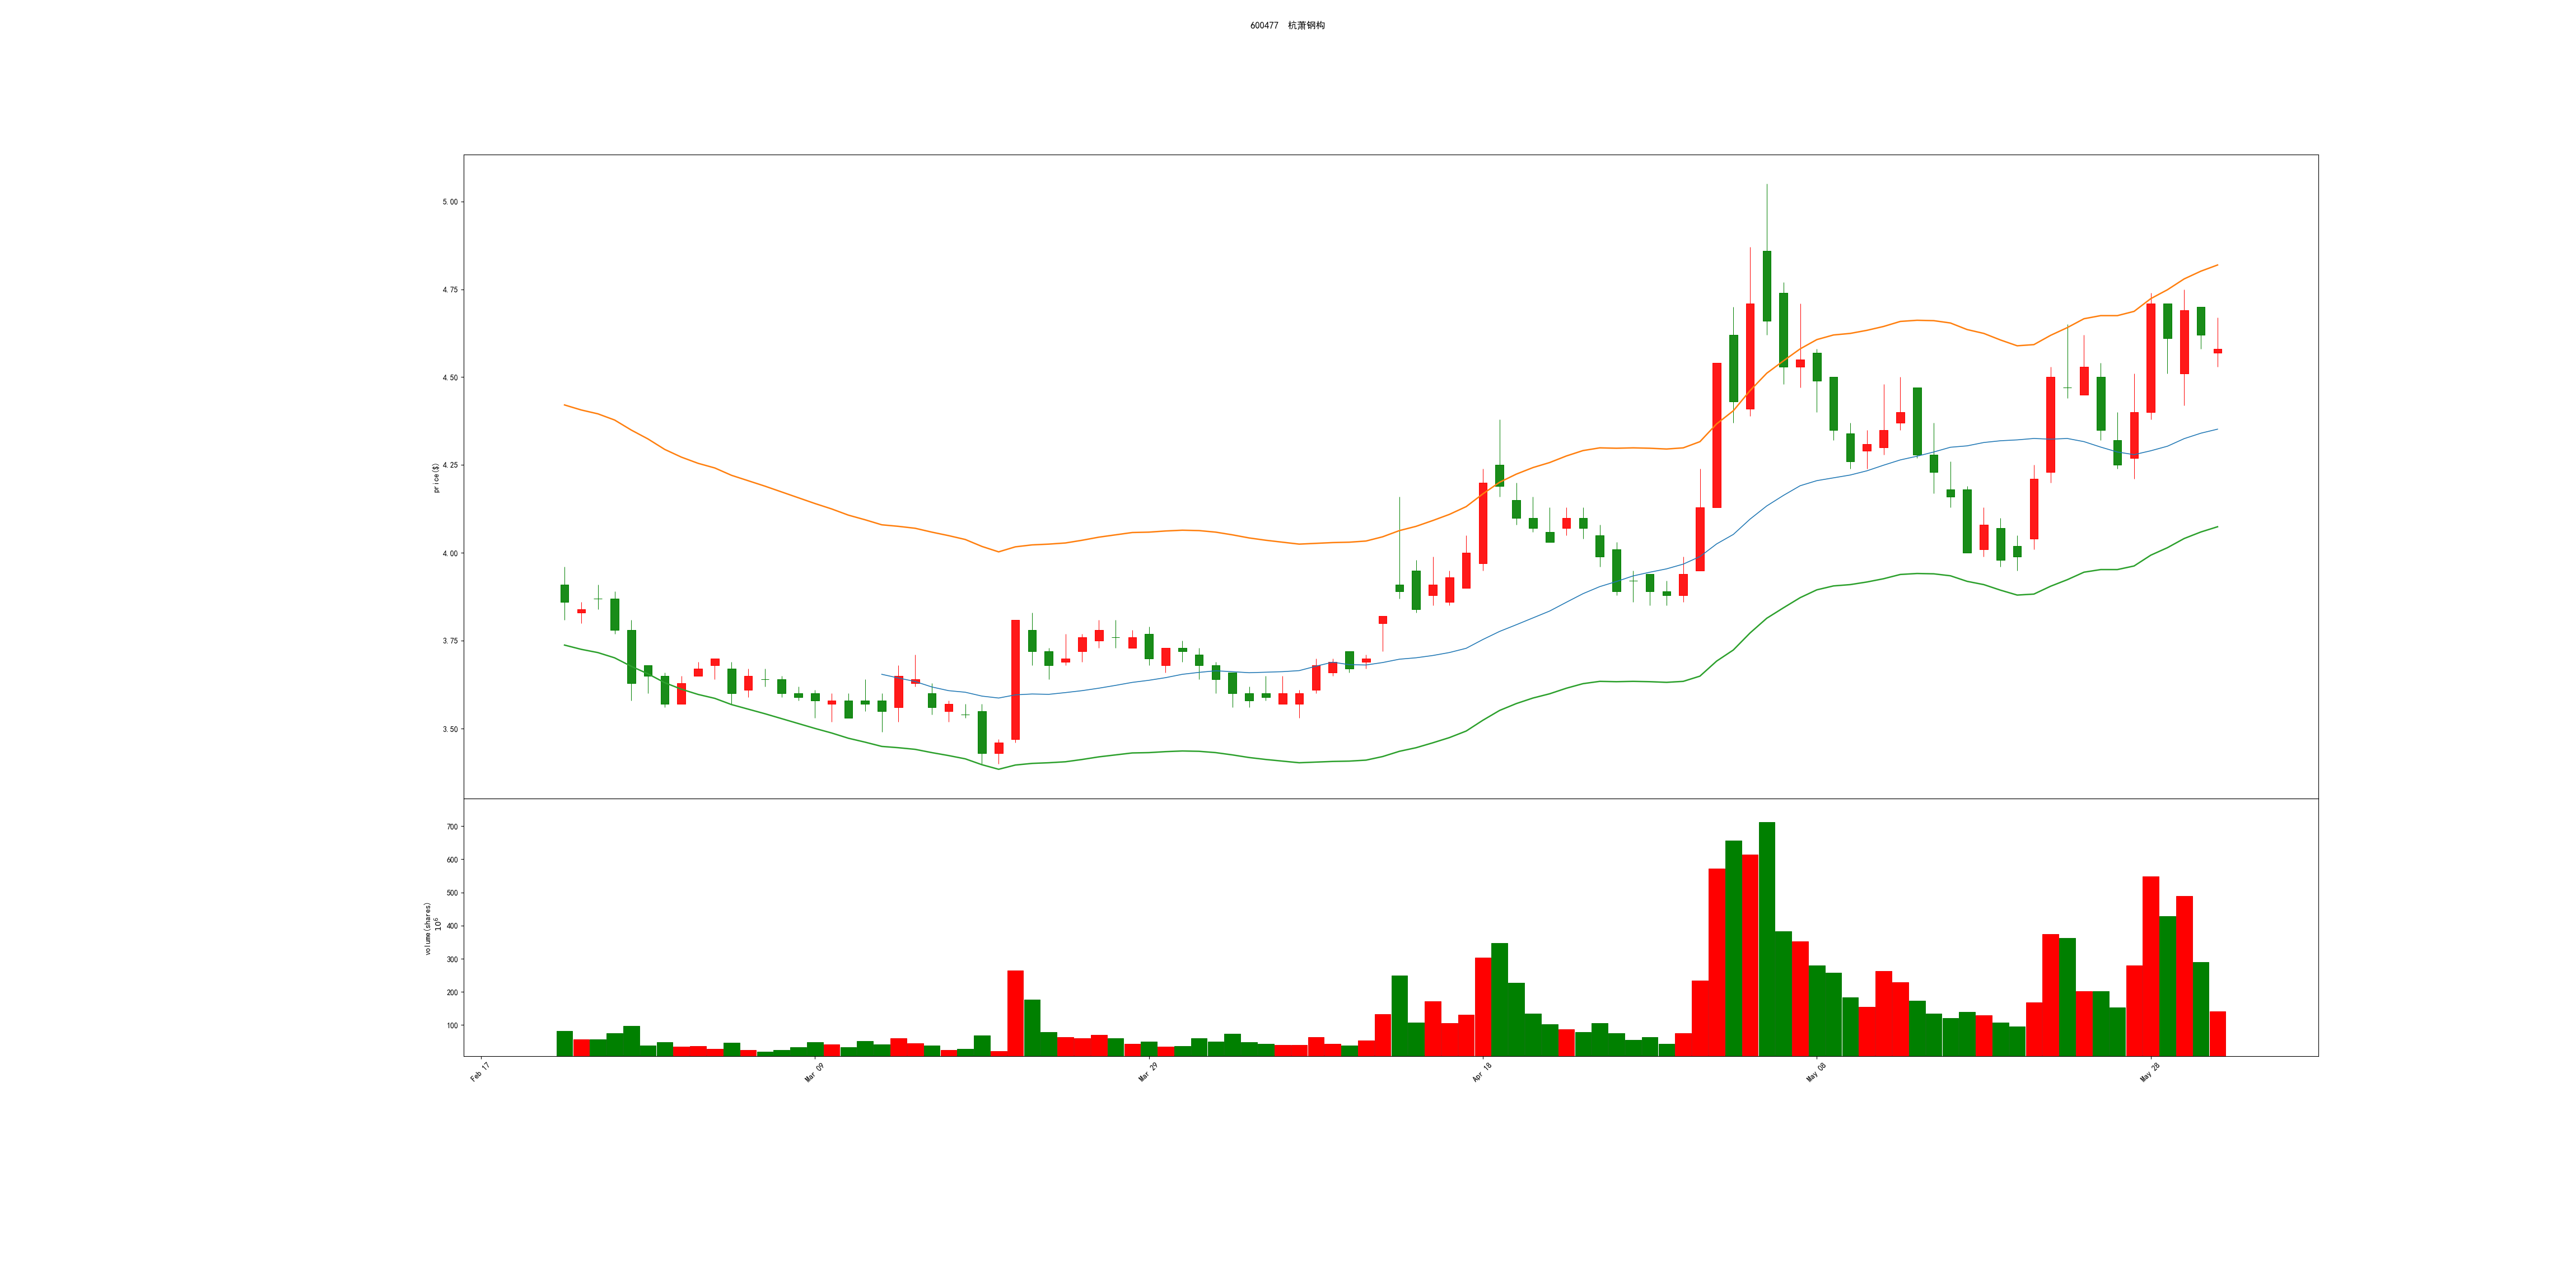 600477 杭萧钢构
price($)
5.00
4.75
4.50
4.25
4.00
3.75
3.50
volume(shares)
10^6
700
600
500
400
300
200
100
Feb 17
Mar 09
Mar 29
Apr 18
May 08
May 28